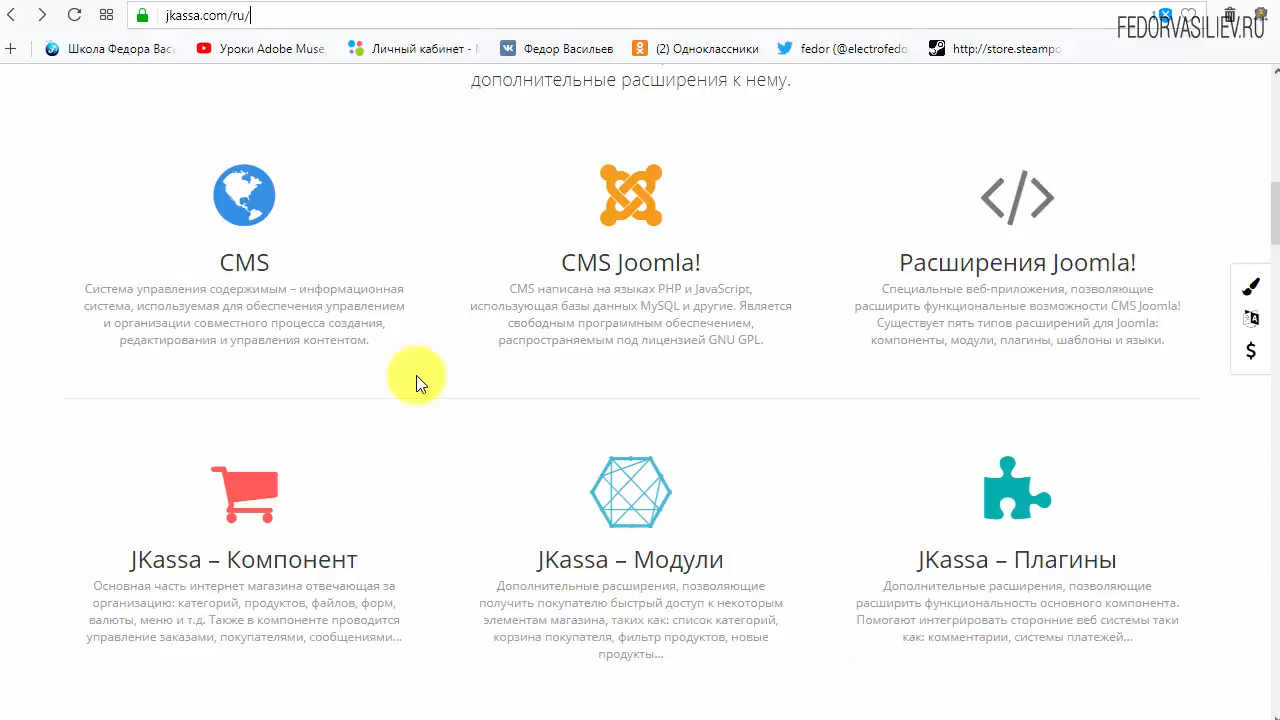 jkassa.com/ru/
FEDORVASILIEV.RU
Школа Федора Вас
Уроки Adobe Muse,
Личный кабинет -
Федор Васильев
(2) Одноклассники
fedor (@electrofedo
http://store.steampo
дополнительные расширения к нему.
CMS
Система управления содержимым – информационная
система, используемая для обеспечения управлением
и организации совместного процесса создания,
редактирования и управления контентом.
CMS Joomla!
CMS написана на языках PHP и JavaScript,
использующая базы данных MySQL и другие. Является
свободным программным обеспечением,
распространяемым под лицензией GNU GPL.
Расширения Joomla!
Специальные веб-приложения, позволяющие
расширить функциональные возможности CMS Joomla!
Существует пять типов расширений для Joomla:
компоненты, модули, плагины, шаблоны и языки.
JKassa – Компонент
Основная часть интернет магазина отвечающая за
организацию: категорий, продуктов, файлов, форм,
валюты, меню и т.д. Также в компоненте проводится
управление заказами, покупателями, сообщениями...
JKassa – Модули
Дополнительные расширения, позволяющие
получить покупателю быстрый доступ к некоторым
элементам магазина, таких как: список категорий,
корзина покупателя, фильтр продуктов, новые
продукты...
JKassa – Плагины
Дополнительные расширения, позволяющие
расширить функциональность основного компонента.
Помогают интегрировать сторонние веб системы таки
как: комментарии, системы платежей...